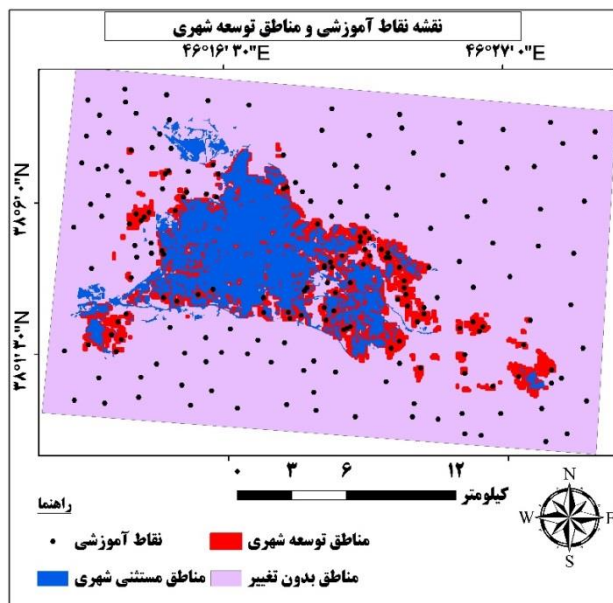 نقشه نقاط آموزشی و مناطق توسعه شهری
۴۶°۱۶' ۳۰"E ۴۶°۲۷' ۰"E
۳۸°۶' ۰"N
۳۸°۱' ۳۰"N
۰ ۳ ۶ ۱۲
کیلومتر
راهنما
نقاط آموزشی
مناطق توسعه شهری
مناطق مستثنی شهری
مناطق بدون تغییر
N
W E
S